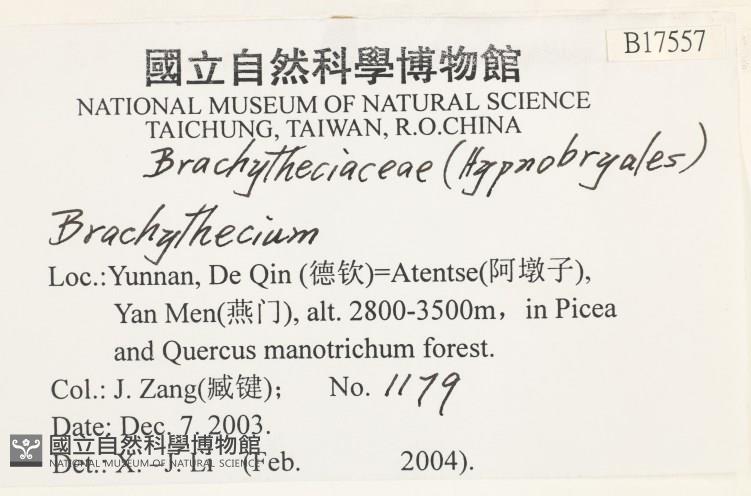 B17557
國立自然科學博物館
NATIONAL MUSEUM OF NATURAL SCIENCE
TAICHUNG, TAIWAN, R.O.CHINA
Brachytheciaceae (Hypnobryales)
Brachythecium
Loc.:Yunnan, De Qin (德钦)=Atentse(阿墩子),
Yan Men(燕门), alt. 2800-3500m，in Picea
and Quercus manotrichum forest.
Col.: J. Zang(臧键)； No. 1179
Date: Dec. 7. 2003.
國立自然科學博物館
NATIONAL MUSEUM OF NATURAL SCIENCE
Det.: X. -J. Li (Feb. 2004).